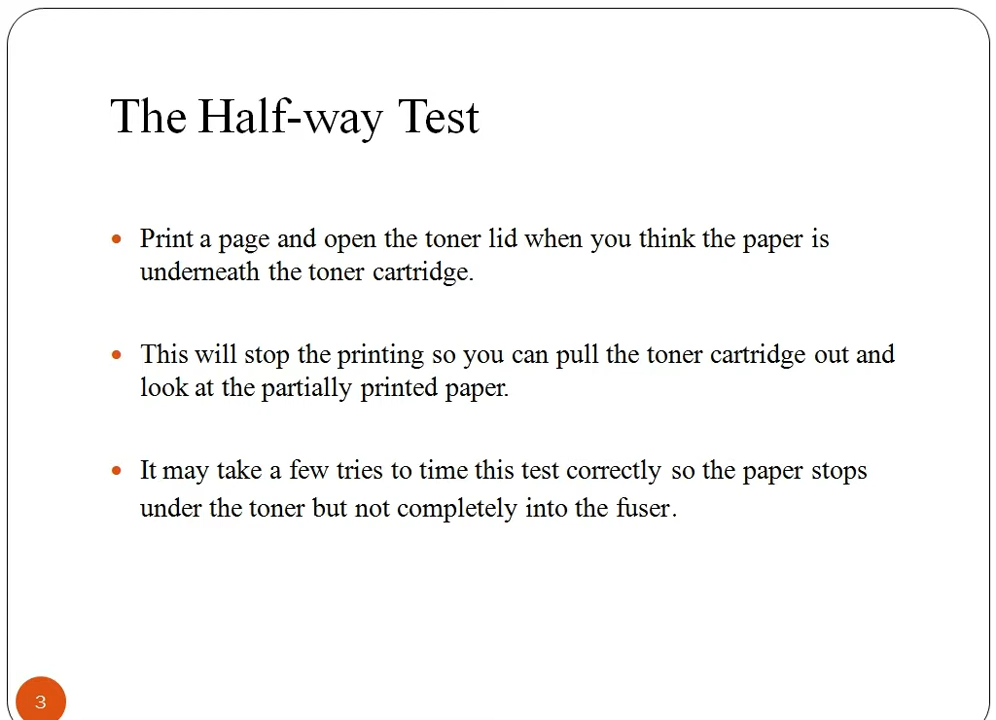 The Half-way Test
• Print a page and open the toner lid when you think the paper is
underneath the toner cartridge.
• This will stop the printing so you can pull the toner cartridge out and
look at the partially printed paper.
• It may take a few tries to time this test correctly so the paper stops
under the toner but not completely into the fuser.
3